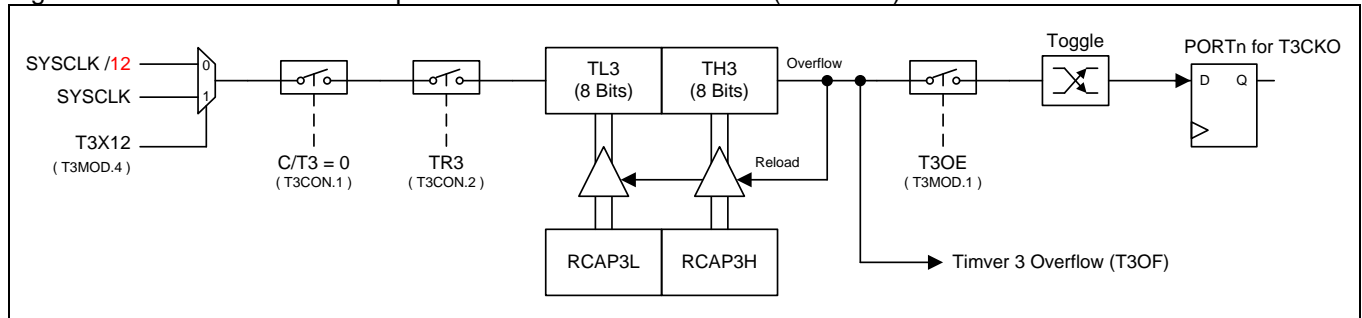 SYSCLK /12
SYSCLK
T3X12
( T3MOD.4 )
0
1
C/T3 = 0
( T3CON.1 )
TR3
( T3CON.2 )
TL3
(8 Bits)
TH3
(8 Bits)
Overflow
Reload
RCAP3L
RCAP3H
T3OE
( T3MOD.1 )
Toggle
PORTn for T3CKO
D Q
Timver 3 Overflow (T3OF)